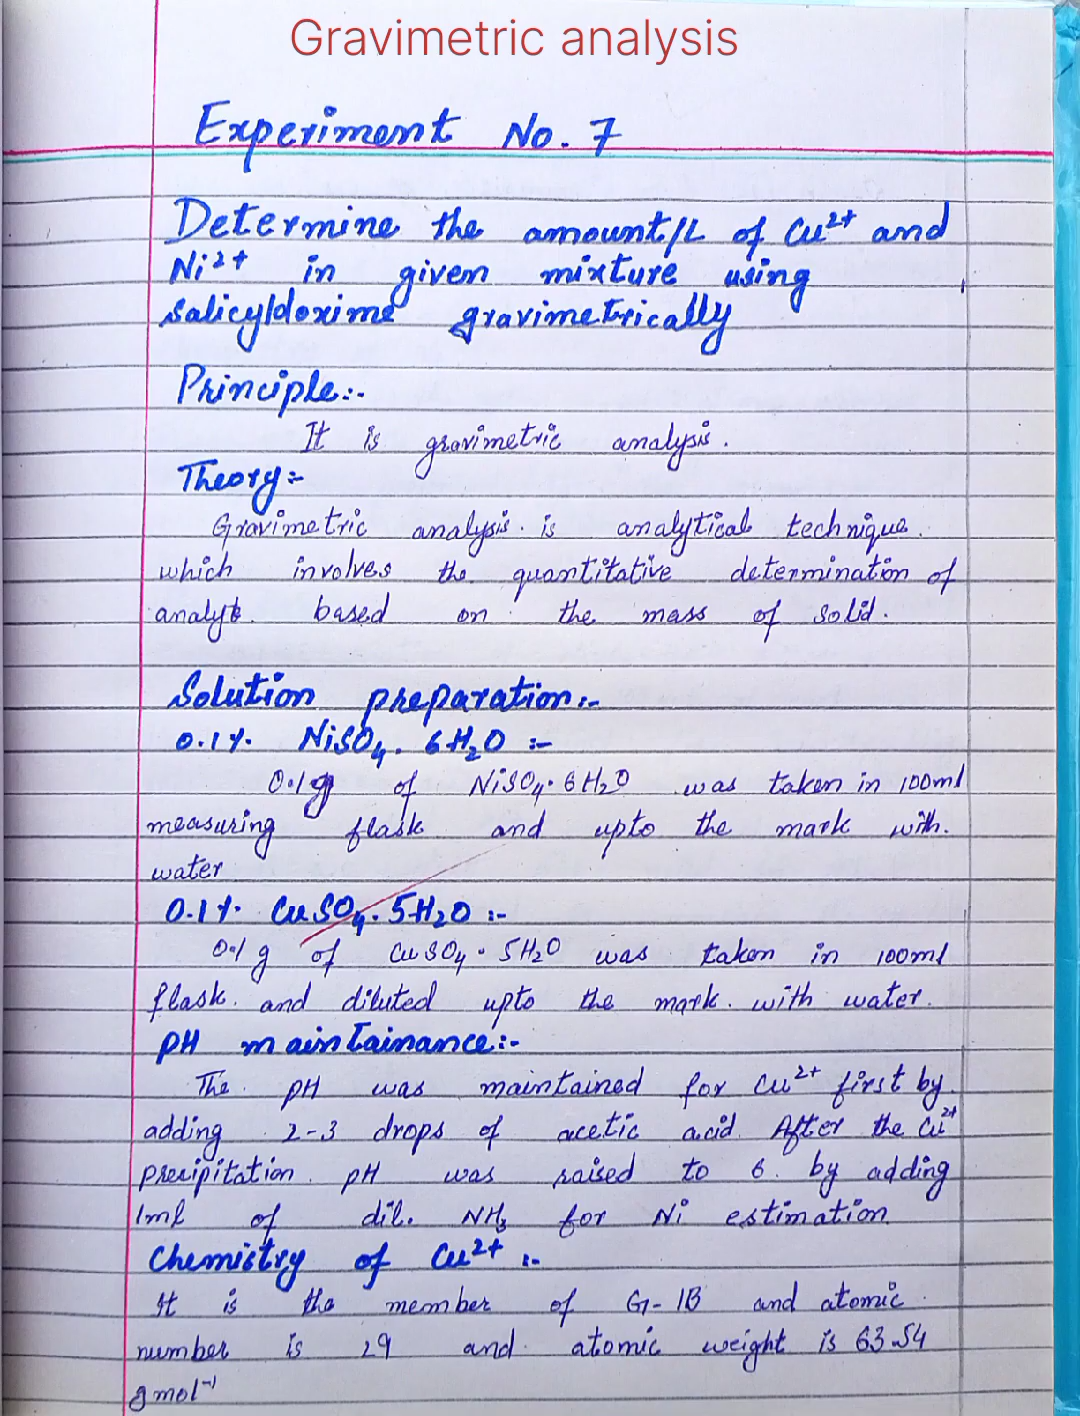 Gravimetric analysis
Experiment No. 7
Determine the amount/L of Cu²⁺ and
Ni²⁺ in given mixture using
salicyldoxime gravimetrically
Principle:-
It is gravimetric analysis.
Theory:-
Gravimetric analysis is analytical technique.
which involves the quantitative determination of
analyte based on the mass of solid.
Solution preparation:-
0.1%. NiSO₄. 6H₂O :-
0.1g of NiSO₄.6H₂O was taken in 100ml
measuring flask and upto the mark with.
water
0.1%. CuSO₄. 5H₂O :-
0.1 g of CuSO₄.5H₂O was taken in 100ml
flask. and diluted upto the mark. with water.
PH maintainance:-
The pH was maintained for Cu²⁺ first by
adding 2-3 drops of acetic acid. After the Cu²⁺
precipitation pH was raised to 6. by adding
1ml of dil. NH₃ for Ni estimation
Chemistry of Cu²⁺ :-
It is the member of G-IB and atomic
number is 29 and atomic weight is 63.54
gmol⁻¹